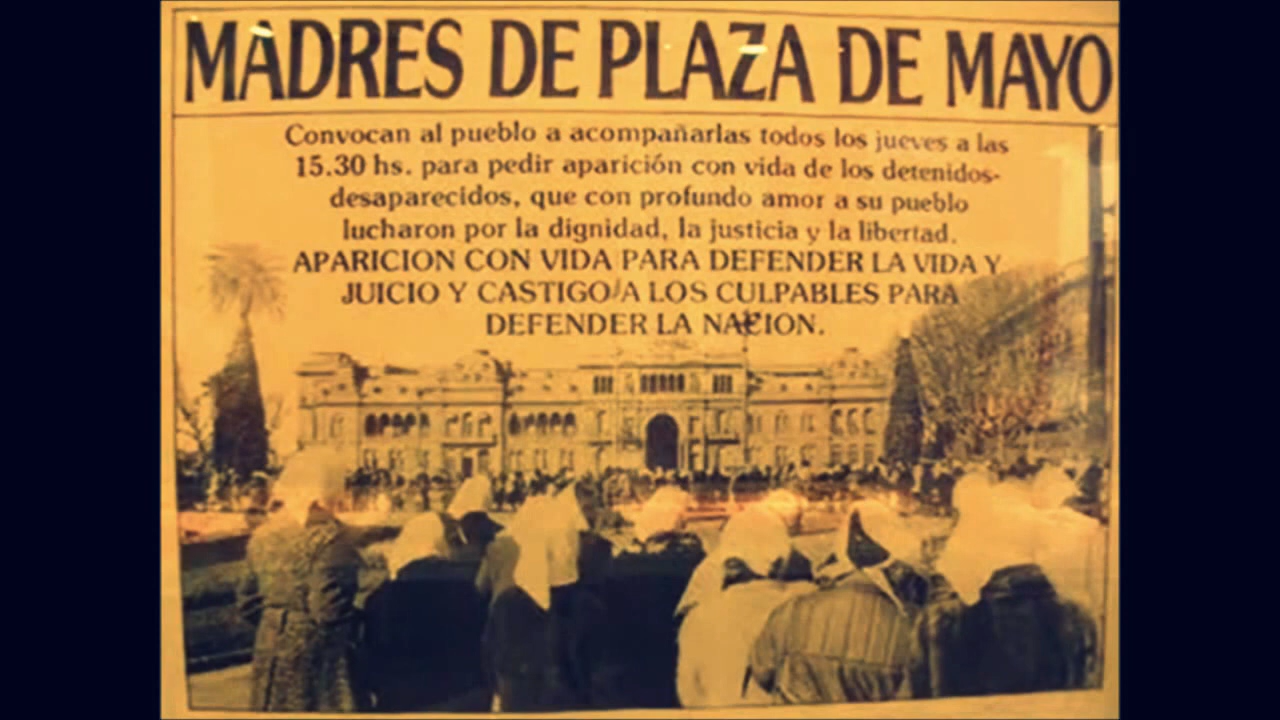 MADRES DE PLAZA DE MAYO
Convocan al pueblo a acompañarlas todos los jueves a las
15.30 hs. para pedir aparición con vida de los detenidos-
desaparecidos, que con profundo amor a su pueblo
lucharon por la dignidad, la justicia y la libertad.
APARICION CON VIDA PARA DEFENDER LA VIDA Y
JUICIO Y CASTIGO A LOS CULPABLES PARA
DEFENDER LA NACION.